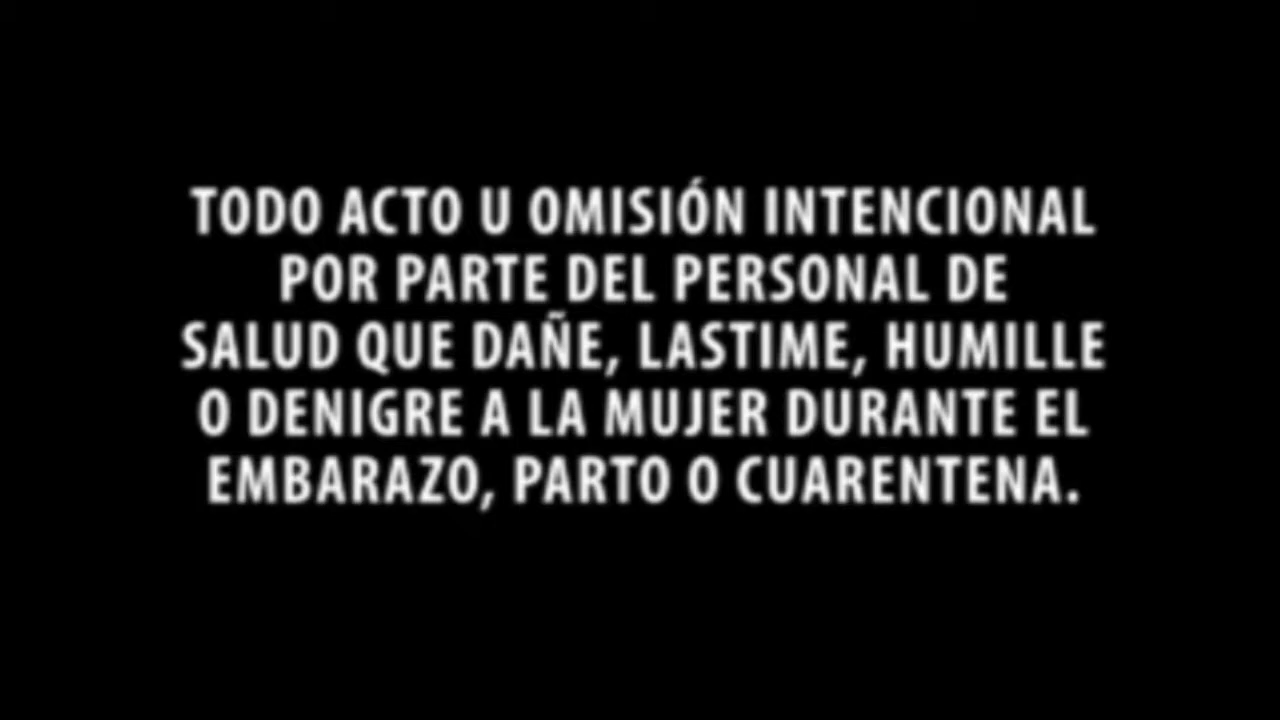 TODO ACTO U OMISIÓN INTENCIONAL
POR PARTE DEL PERSONAL DE
SALUD QUE DAÑE, LASTIME, HUMILLE
O DENIGRE A LA MUJER DURANTE EL
EMBARAZO, PARTO O CUARENTENA.